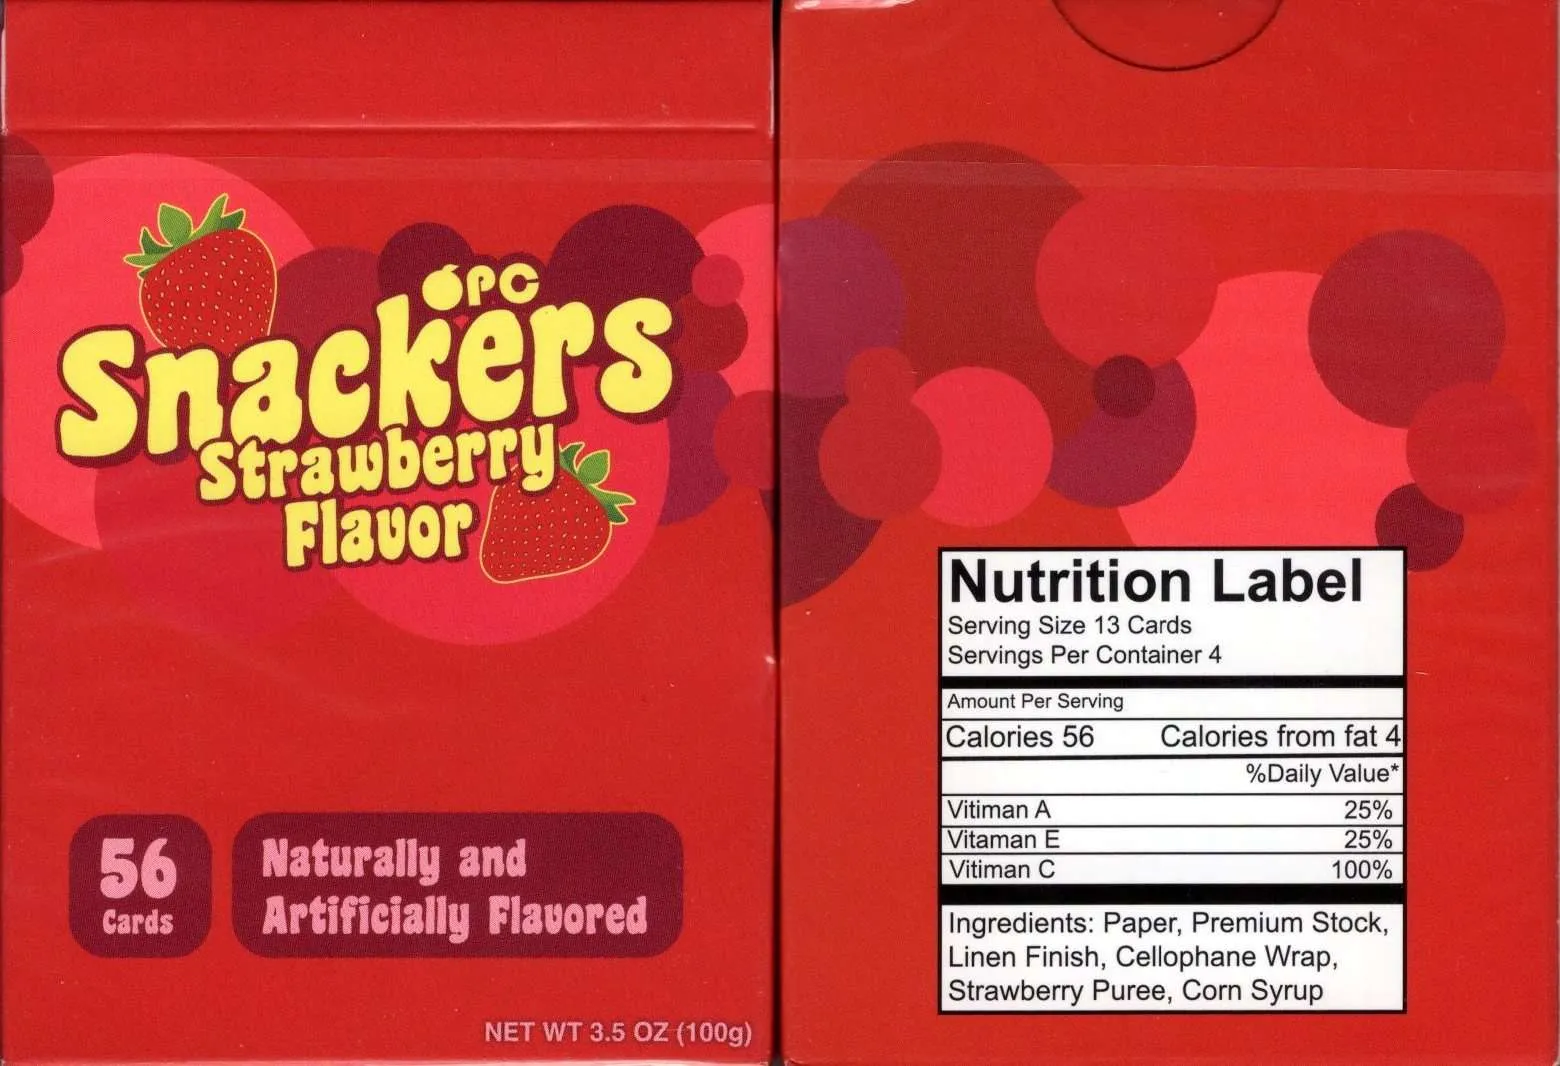 OPC
Snackers
Strawberry
Flavor
56
Cards
Naturally and
Artificially Flavored
NET WT 3.5 OZ (100g)
Nutrition Label
Serving Size 13 Cards
Servings Per Container 4
Amount Per Serving
Calories 56 Calories from fat 4
%Daily Value*
Vitiman A 25%
Vitaman E 25%
Vitiman C 100%
Ingredients: Paper, Premium Stock,
Linen Finish, Cellophane Wrap,
Strawberry Puree, Corn Syrup